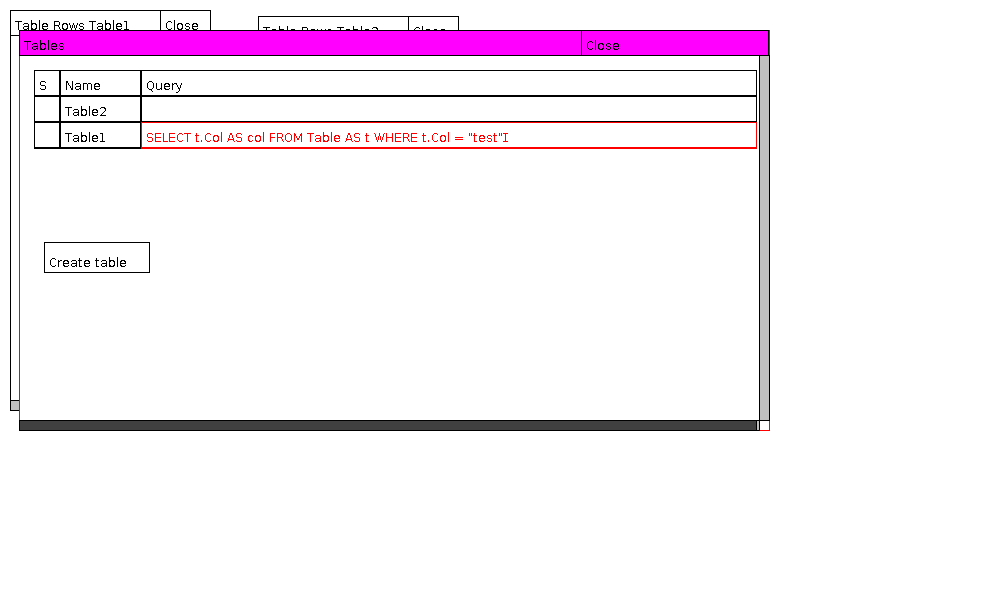 Table Rows Table1 Close
Table Rows Table2 Close
Tables Close
S Name Query
Table2
Table1 SELECT t.Col AS col FROM Table AS t WHERE t.Col = "test"
Create table